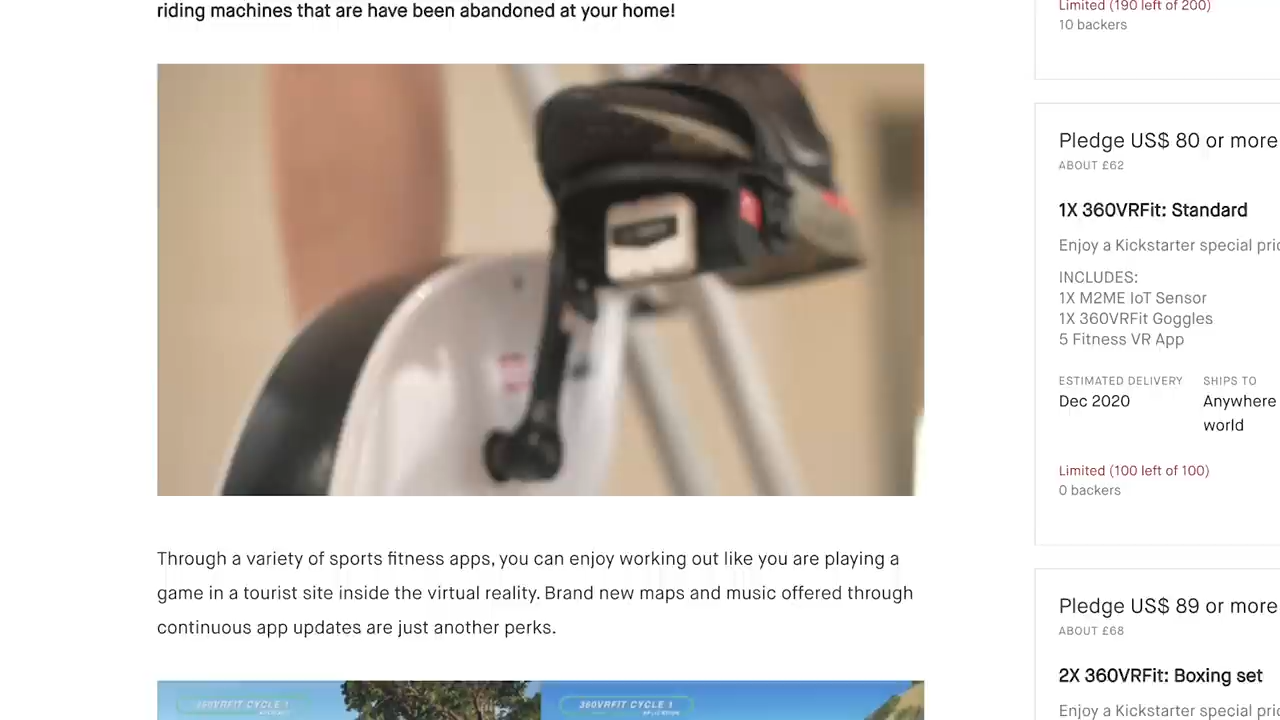 riding machines that are have been abandoned at your home!
Through a variety of sports fitness apps, you can enjoy working out like you are playing a
game in a tourist site inside the virtual reality. Brand new maps and music offered through
continuous app updates are just another perks.
360VRFIT CYCLE 1
360VRFIT CYCLE 1
Limited (190 left of 200)
10 backers
Pledge US$ 80 or more
ABOUT £62
1X 360VRFit: Standard
Enjoy a Kickstarter special pric
INCLUDES:
1X M2ME IoT Sensor
1X 360VRFit Goggles
5 Fitness VR App
ESTIMATED DELIVERY
Dec 2020
SHIPS TO
Anywhere
world
Limited (100 left of 100)
0 backers
Pledge US$ 89 or more
ABOUT £68
2X 360VRFit: Boxing set
Enjoy a Kickstarter special pric